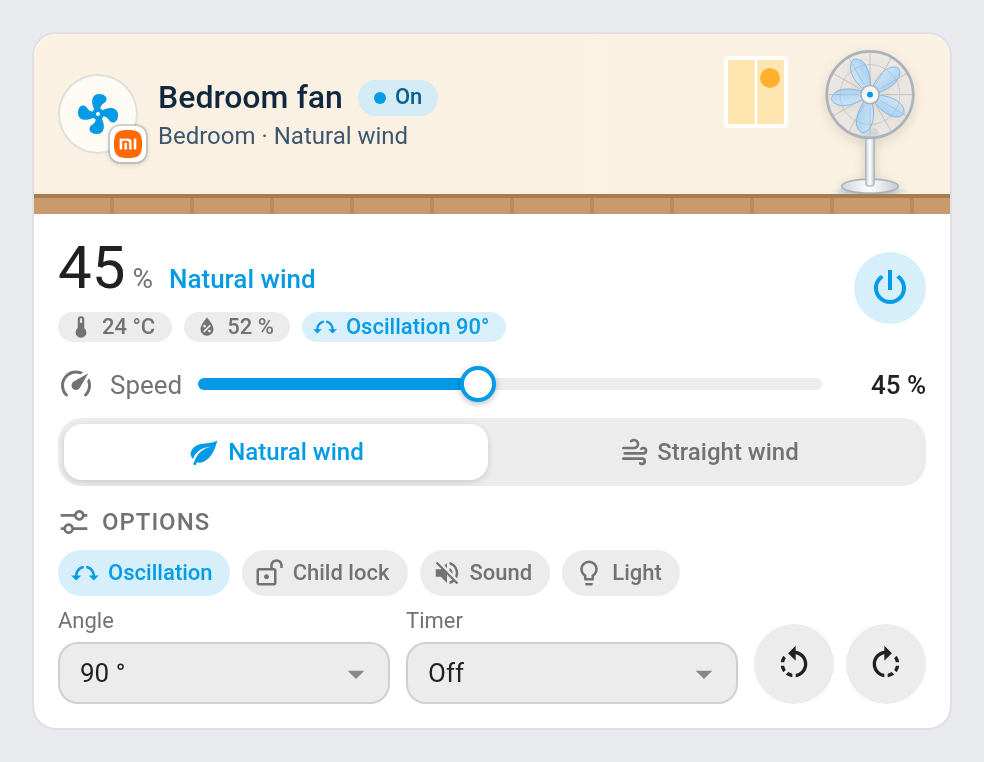 Bedroom fan On
Bedroom · Natural wind
mi
45 % Natural wind
24 °C 52 % Oscillation 90°
Speed 45 %
Natural wind Straight wind
OPTIONS
Oscillation Child lock Sound Light
Angle Timer
90 ° Off